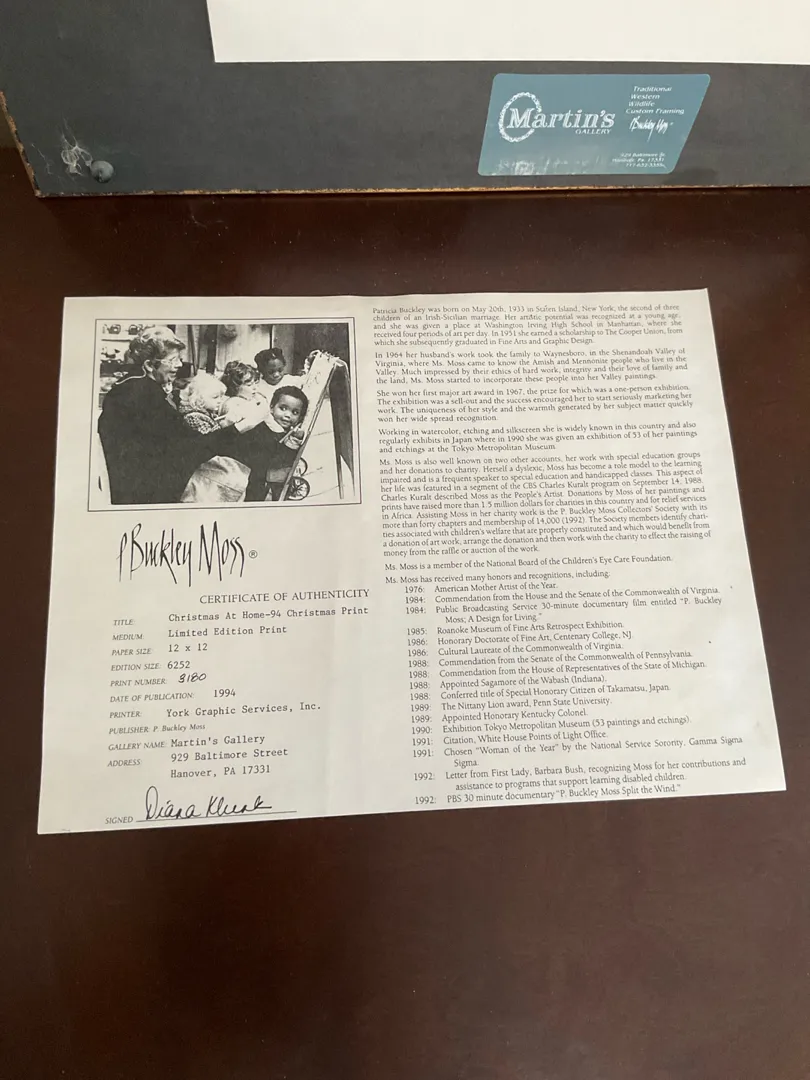 Martin's
GALLERY
Traditional
Western
Wildlife
Custom Framing
P Buckley Moss
Hanover, Pa 17331
Patricia Buckley was born on May 20th, 1933 in Staten Island, New York, the second of three
children of an Irish-Sicilian marriage. Her artistic potential was recognized at a young age,
and she was given a place at Washington Irving High School in Manhattan, where she
received four periods of art per day. In 1951 she earned a scholarship to The Cooper Union, from
which she subsequently graduated in Fine Arts and Graphic Design.
In 1964 her husband's work took the family to Waynesboro, in the Shenandoah Valley of
Virginia, where Ms. Moss came to know the Amish and Mennonite people who live in the
Valley. Much impressed by their ethics of hard work, integrity and their love of family and
the land, Ms. Moss started to incorporate these people into her Valley paintings.
She won her first major art award in 1967, the prize for which was a one-person exhibition.
The exhibition was a sell-out and the success encouraged her to start seriously marketing her
work. The uniqueness of her style and the warmth generated by her subject matter quickly
won her wide spread recognition.
Working in watercolor, etching and silkscreen she is widely known in this country and also
regularly exhibits in Japan where in 1990 she was given an exhibition of 53 of her paintings
and etchings at the Tokyo Metropolitan Museum.
Ms. Moss is also well known on two other accounts, her work with special education groups
and her donations to charity. Herself a dyslexic, Moss has become a role model to the learning
impaired and is a frequent speaker to special education and handicapped classes. This aspect of
her life was featured in a segment of the CBS Charles Kuralt program on September 14, 1988.
Charles Kuralt described Moss as the People's Artist. Donations by Moss of her paintings and
prints have raised more than 1.5 million dollars for charities in this country and for relief services
in Africa. Assisting Moss in her charity work is the P. Buckley Moss Collectors' Society with its
more than forty chapters and membership of 14,000 (1992). The Society members identify chari-
ties associated with children's welfare that are properly constituted and which would benefit from
a donation of art work, arrange the donation and then work with the charity to effect the raising of
money from the raffle or auction of the work.
Ms. Moss is a member of the National Board of the Children's Eye Care Foundation.
Ms. Moss has received many honors and recognitions, including:
1976: American Mother Artist of the Year.
1984: Commendation from the House and the Senate of the Commonwealth of Virginia.
1984: Public Broadcasting Service 30-minute documentary film entitled "P. Buckley
Moss; A Design for Living."
1985: Roanoke Museum of Fine Arts Retrospect Exhibition.
1986: Honorary Doctorate of Fine Art, Centenary College, NJ.
1986: Cultural Laureate of the Commonwealth of Virginia.
1988: Commendation from the Senate of the Commonwealth of Pennsylvania.
1988: Commendation from the House of Representatives of the State of Michigan.
1988: Appointed Sagamore of the Wabash (Indiana).
1988: Conferred title of Special Honorary Citizen of Takamatsu, Japan
1989: The Nittany Lion award, Penn State University.
1989: Appointed Honorary Kentucky Colonel.
1990: Exhibition Tokyo Metropolitan Museum (53 paintings and etchings).
1991: Citation, White House Points of Light Office.
1991: Chosen "Woman of the Year" by the National Service Sorority, Gamma Sigma
Sigma.
1992: Letter from First Lady, Barbara Bush, recognizing Moss for her contributions and
assistance to programs that support learning disabled children.
1992: PBS 30 minute documentary "P. Buckley Moss Split the Wind."
P Buckley Moss ®
CERTIFICATE OF AUTHENTICITY
TITLE: Christmas At Home-94 Christmas Print
MEDIUM: Limited Edition Print
PAPER SIZE: 12 x 12
EDITION SIZE: 6252
PRINT NUMBER: 3180
DATE OF PUBLICATION: 1994
PRINTER: York Graphic Services, Inc.
PUBLISHER: P Buckley Moss
GALLERY NAME: Martin's Gallery
ADDRESS: 929 Baltimore Street
Hanover, PA 17331
SIGNED Diana